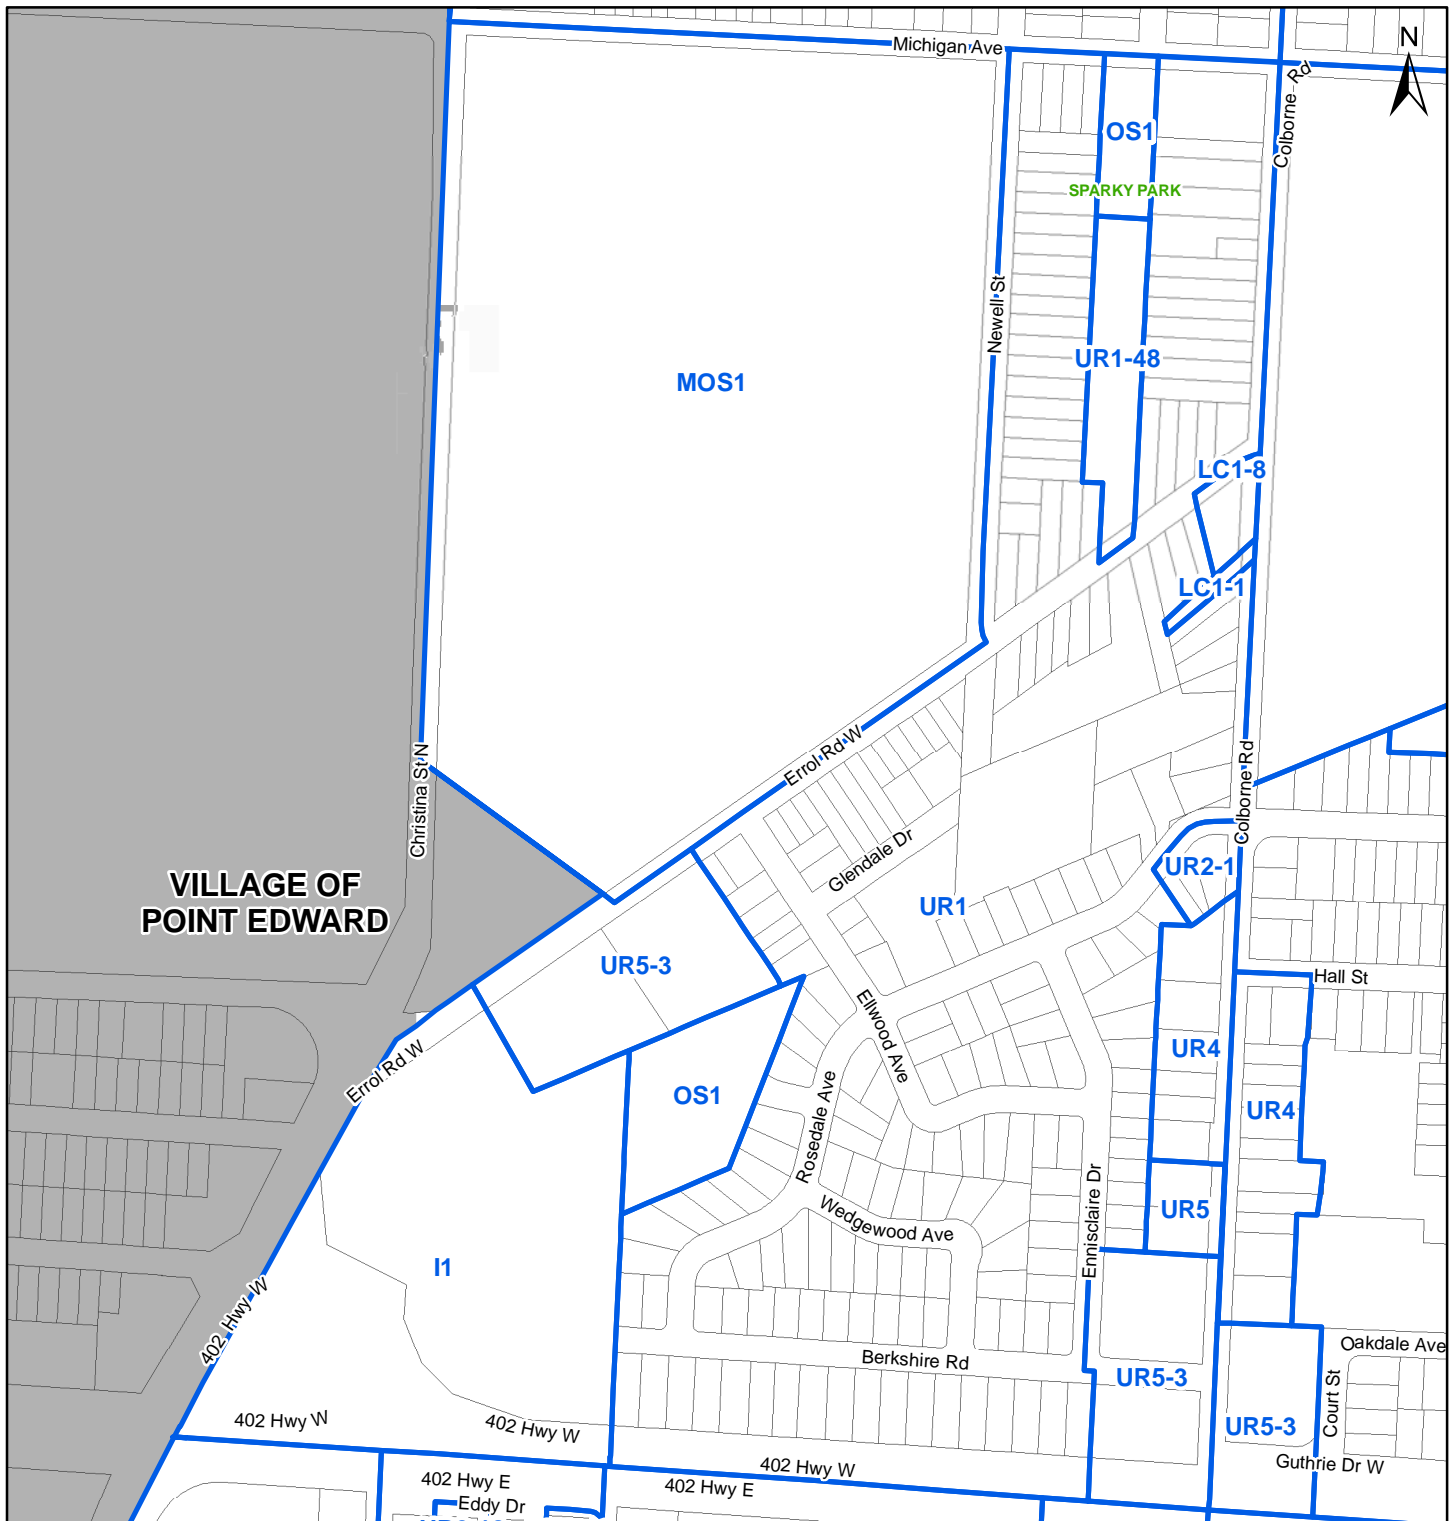 Michigan Ave
N
Colborne Rd
OS1
SPARKY PARK
Newell St
UR1-48
MOS1
LC1-8
LC1-1
Errol Rd W
Christina St N
Colborne Rd
Glendale Dr
UR2-1
VILLAGE OF
POINT EDWARD
UR1
UR5-3
Hall St
Ellwood Ave
UR4
Errol Rd W
OS1
UR4
Rosedale Ave
Wedgewood Ave
Ennisclaire Dr
UR5
I1
402 Hwy W
Oakdale Ave
Berkshire Rd
UR5-3
Court St
UR5-3
402 Hwy W
402 Hwy W
402 Hwy W
Guthrie Dr W
402 Hwy E
402 Hwy E
Eddy Dr